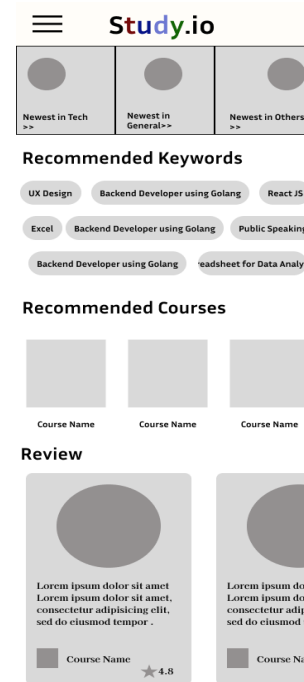 Study.io
Newest in Tech
>>
Newest in
General>>
Newest in Others
>>
Recommended Keywords
UX Design
Backend Developer using Golang
React JS
Excel
Backend Developer using Golang
Public Speaking
Backend Developer using Golang
eadsheet for Data Analy
Recommended Courses
Course Name
Course Name
Course Name
Review
Lorem ipsum dolor sit amet
Lorem ipsum dolor sit amet,
consectetur adipisicing elit,
sed do eiusmod tempor .
Course Name
4.8
Lorem ipsum do
Lorem ipsum do
consectetur adip
sed do eiusmod
Course Na